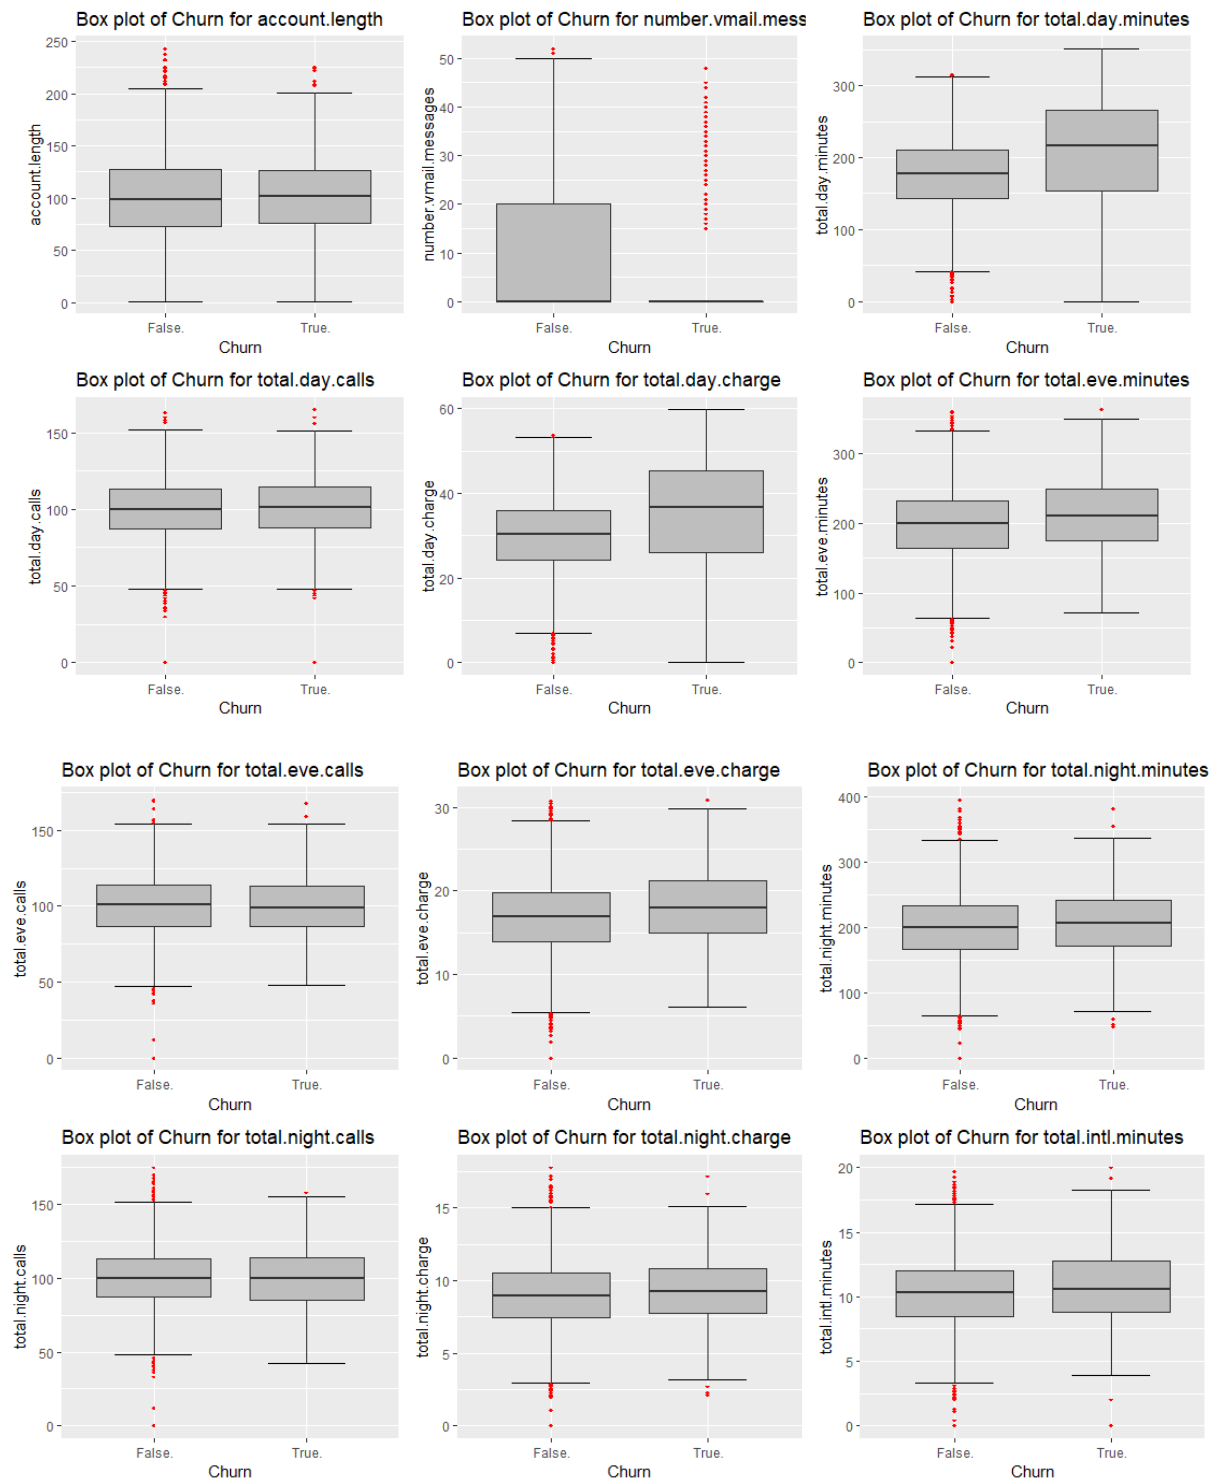 Box plot of Churn for account.length
account.length
250
200
150
100
50
0
False.
True.
Churn
Box plot of Churn for number.vmail.mess
number.vmail.messages
50
40
30
20
10
0
False.
True.
Churn
Box plot of Churn for total.day.minutes
total.day.minutes
300
200
100
0
False.
True.
Churn
Box plot of Churn for total.day.calls
total.day.calls
150
100
50
0
False.
True.
Churn
Box plot of Churn for total.day.charge
total.day.charge
60
40
20
0
False.
True.
Churn
Box plot of Churn for total.eve.minutes
total.eve.minutes
300
200
100
0
False.
True.
Churn
Box plot of Churn for total.eve.calls
total.eve.calls
150
100
50
0
False.
True.
Churn
Box plot of Churn for total.eve.charge
total.eve.charge
30
20
10
0
False.
True.
Churn
Box plot of Churn for total.night.minutes
total.night.minutes
400
300
200
100
0
False.
True.
Churn
Box plot of Churn for total.night.calls
total.night.calls
150
100
50
0
False.
True.
Churn
Box plot of Churn for total.night.charge
total.night.charge
15
10
5
0
False.
True.
Churn
Box plot of Churn for total.intl.minutes
total.intl.minutes
20
15
10
5
0
False.
True.
Churn